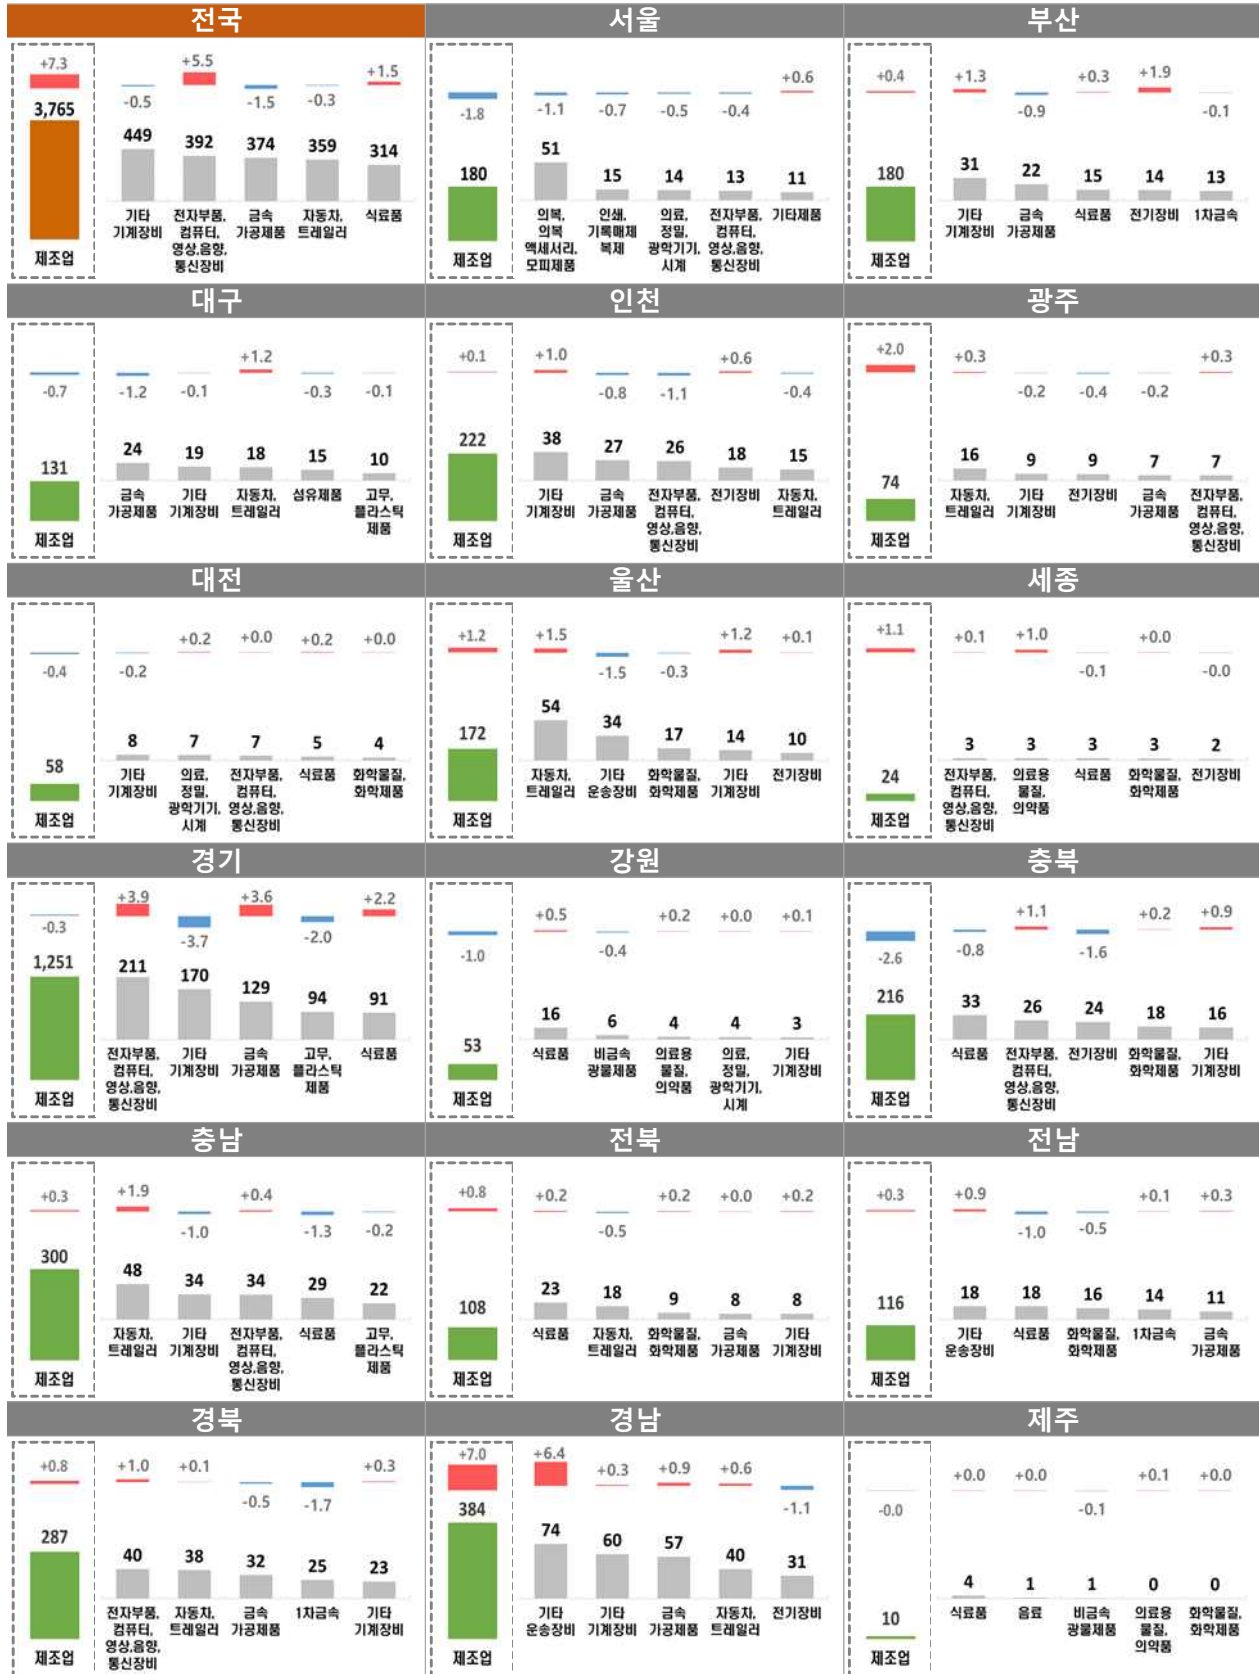 전국
+7.3
+5.5
+1.5
-0.5
-1.5
-0.3
3,765
449
392
374
359
314
기타
기계장비
전자부품,
컴퓨터,
영상,음향,
통신장비
금속
가공제품
자동차,
트레일러
식료품
제조업
서울
+0.6
-1.8
-1.1
-0.7
-0.5
-0.4
180
51
15
14
13
11
의복,
의복
액세서리,
모피제품
인쇄,
기록매체
복제
의료,
정밀,
광학기기,
시계
전자부품,
컴퓨터,
영상,음향,
통신장비
기타제품
제조업
부산
+0.4
+1.3
+0.3
+1.9
-0.9
-0.1
180
31
22
15
14
13
기타
기계장비
금속
가공제품
식료품
전기장비
1차금속
제조업
대구
+1.2
-0.7
-1.2
-0.1
-0.3
-0.1
131
24
19
18
15
10
금속
가공제품
기타
기계장비
자동차,
트레일러
섬유제품
고무,
플라스틱
제품
제조업
인천
+0.1
+1.0
+0.6
-0.8
-1.1
-0.4
222
38
27
26
18
15
기타
기계장비
금속
가공제품
전자부품,
컴퓨터,
영상,음향,
통신장비
전기장비
자동차,
트레일러
제조업
광주
+2.0
+0.3
+0.3
-0.2
-0.4
-0.2
74
16
9
9
7
7
자동차,
트레일러
기타
기계장비
전기장비
금속
가공제품
전자부품,
컴퓨터,
영상,음향,
통신장비
제조업
대전
+0.2
+0.0
+0.2
+0.0
-0.4
-0.2
58
8
7
7
5
4
기타
기계장비
의료,
정밀,
광학기기,
시계
전자부품,
컴퓨터,
영상,음향,
통신장비
식료품
화학물질,
화학제품
제조업
울산
+1.2
+1.5
+1.2
+0.1
-1.5
-0.3
172
54
34
17
14
10
자동차,
트레일러
기타
운송장비
화학물질,
화학제품
기타
기계장비
전기장비
제조업
세종
+1.1
+0.1
+1.0
+0.0
-0.1
-0.0
24
3
3
3
3
2
전자부품,
컴퓨터,
영상,음향,
통신장비
의료용
물질,
의약품
식료품
화학물질,
화학제품
전기장비
제조업
경기
+3.9
+3.6
+2.2
-0.3
-3.7
-2.0
1,251
211
170
129
94
91
전자부품,
컴퓨터,
영상,음향,
통신장비
기타
기계장비
금속
가공제품
고무,
플라스틱
제품
식료품
제조업
강원
+0.5
+0.2
+0.0
+0.1
-1.0
-0.4
53
16
6
4
4
3
식료품
비금속
광물제품
의료용
물질,
의약품
의료,
정밀,
광학기기,
시계
기타
기계장비
제조업
충북
+1.1
+0.2
+0.9
-2.6
-0.8
-1.6
216
33
26
24
18
16
식료품
전자부품,
컴퓨터,
영상,음향,
통신장비
전기장비
화학물질,
화학제품
기타
기계장비
제조업
충남
+0.3
+1.9
+0.4
-1.0
-1.3
-0.2
300
48
34
34
29
22
자동차,
트레일러
기타
기계장비
전자부품,
컴퓨터,
영상,음향,
통신장비
식료품
고무,
플라스틱
제품
제조업
전북
+0.8
+0.2
+0.2
+0.0
+0.2
-0.5
108
23
18
9
8
8
식료품
자동차,
트레일러
화학물질,
화학제품
금속
가공제품
기타
기계장비
제조업
전남
+0.3
+0.9
+0.1
+0.3
-1.0
-0.5
116
18
18
16
14
11
기타
운송장비
식료품
화학물질,
화학제품
1차금속
금속
가공제품
제조업
경북
+0.8
+1.0
+0.1
+0.3
-0.5
-1.7
287
40
38
32
25
23
전자부품,
컴퓨터,
영상,음향,
통신장비
자동차,
트레일러
금속
가공제품
1차금속
기타
기계장비
제조업
경남
+7.0
+6.4
+0.3
+0.9
+0.6
-1.1
384
74
60
57
40
31
기타
운송장비
기타
기계장비
금속
가공제품
자동차,
트레일러
전기장비
제조업
제주
+0.0
+0.0
+0.1
+0.0
-0.0
-0.1
10
4
1
1
0
0
식료품
음료
비금속
광물제품
의료용
물질,
의약품
화학물질,
화학제품
제조업